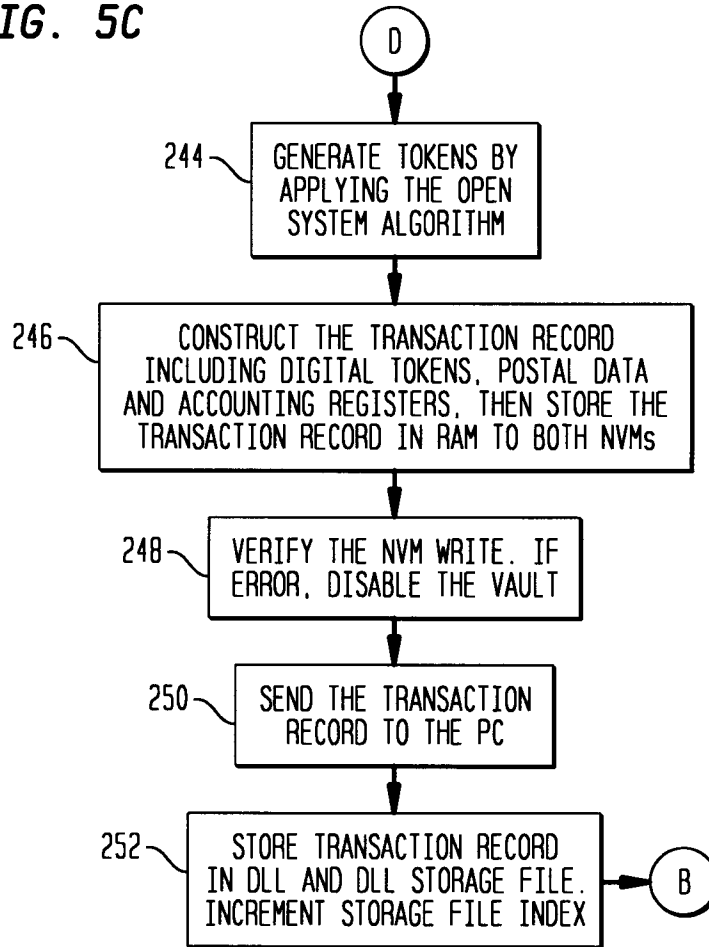 IG. 5C
D
244
GENERATE TOKENS BY
APPLYING THE OPEN
SYSTEM ALGORITHM
246
CONSTRUCT THE TRANSACTION RECORD
INCLUDING DIGITAL TOKENS, POSTAL DATA
AND ACCOUNTING REGISTERS, THEN STORE THE
TRANSACTION RECORD IN RAM TO BOTH NVMs
248
VERIFY THE NVM WRITE. IF
ERROR, DISABLE THE VAULT
250
SEND THE TRANSACTION
RECORD TO THE PC
252
STORE TRANSACTION RECORD
IN DLL AND DLL STORAGE FILE.
INCREMENT STORAGE FILE INDEX
B